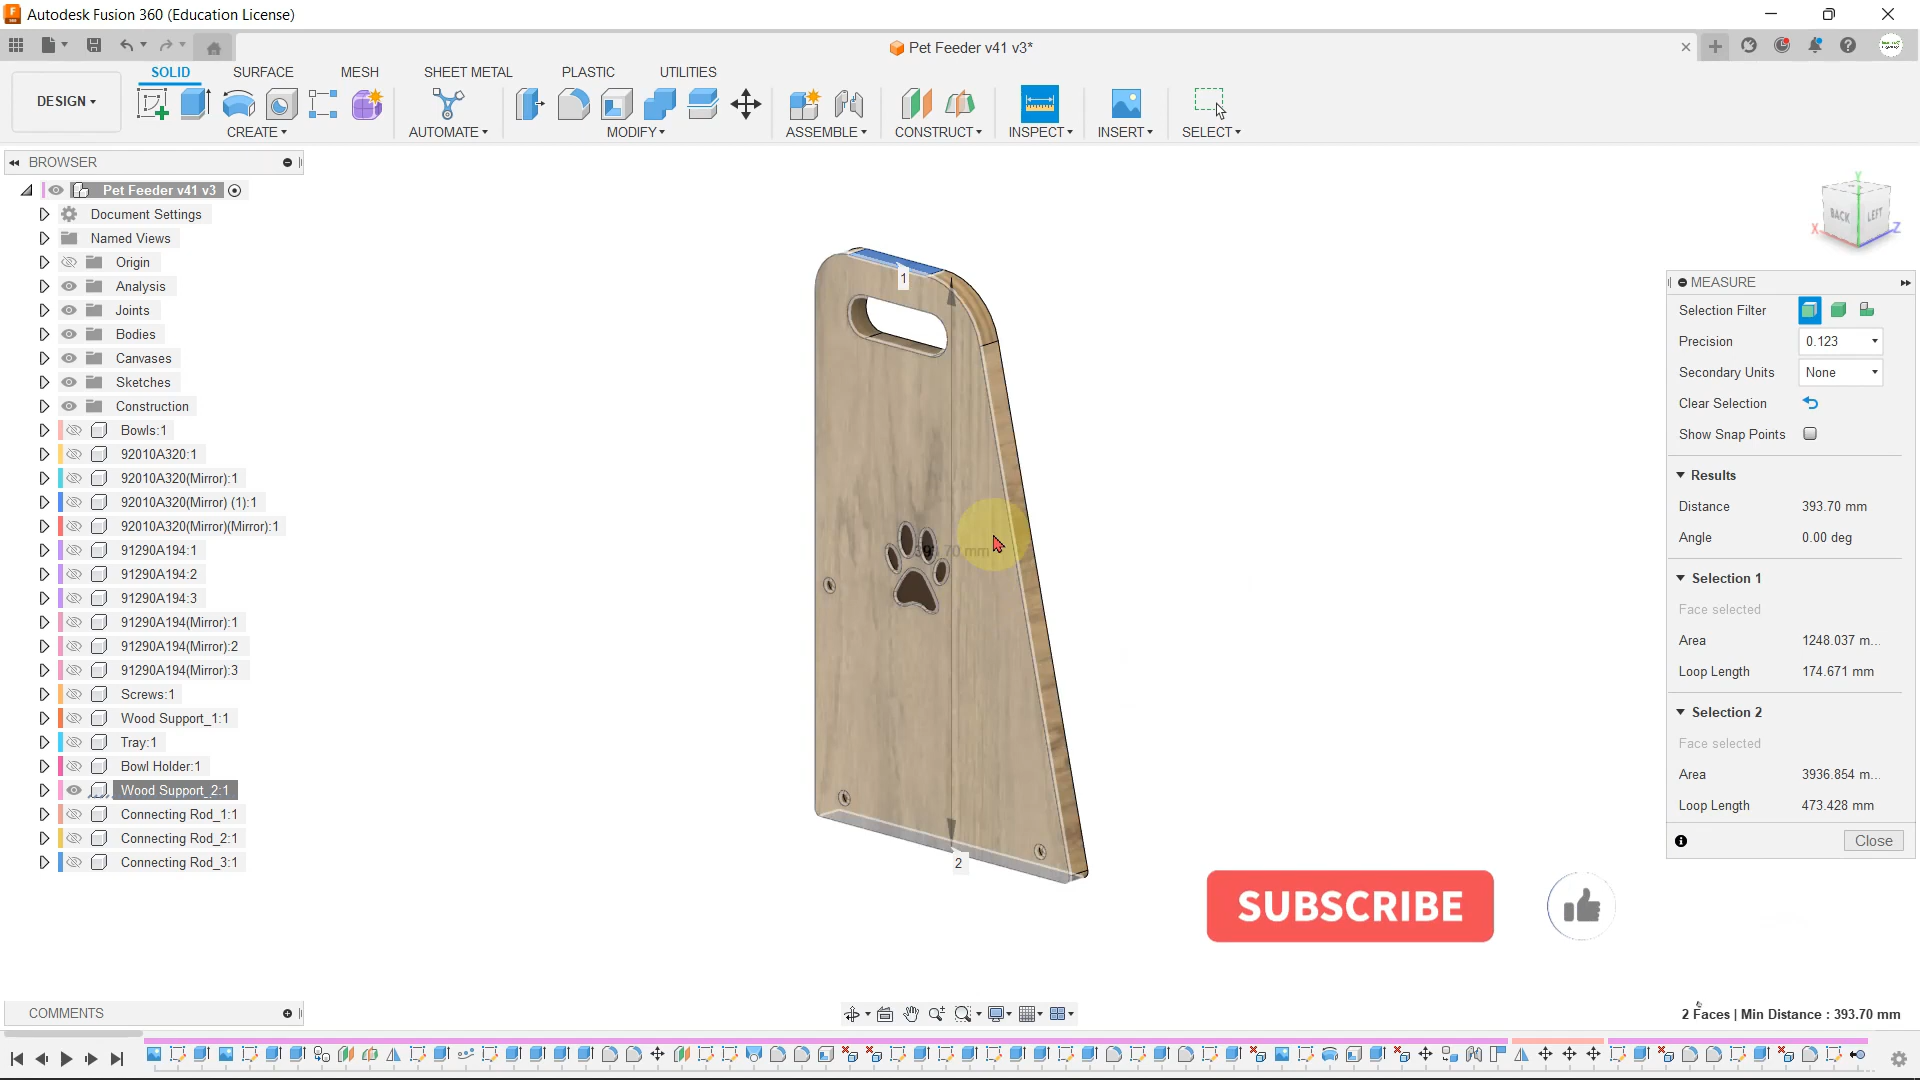 Autodesk Fusion 360 (Education License)
Pet Feeder v41 v3*
SOLID SURFACE MESH SHEET METAL PLASTIC UTILITIES
DESIGN
CREATE AUTOMATE MODIFY ASSEMBLE CONSTRUCT INSPECT INSERT SELECT
BROWSER
Pet Feeder v41 v3
Document Settings
Named Views
Origin
Analysis
Joints
Bodies
Canvases
Sketches
Construction
Bowls:1
92010A320:1
92010A320(Mirror):1
92010A320(Mirror) (1):1
92010A320(Mirror)(Mirror):1
91290A194:1
91290A194:2
91290A194:3
91290A194(Mirror):1
91290A194(Mirror):2
91290A194(Mirror):3
Screws:1
Wood Support_1:1
Tray:1
Bowl Holder:1
Wood Support_2:1
Connecting Rod_1:1
Connecting Rod_2:1
Connecting Rod_3:1
COMMENTS
1
393.70 mm
2
Y
BACK LEFT
X Z
MEASURE
Selection Filter
Precision 0.123
Secondary Units None
Clear Selection
Show Snap Points
Results
Distance 393.70 mm
Angle 0.00 deg
Selection 1
Face selected
Area 1248.037 m...
Loop Length 174.671 mm
Selection 2
Face selected
Area 3936.854 m...
Loop Length 473.428 mm
Close
SUBSCRIBE
2 Faces | Min Distance : 393.70 mm